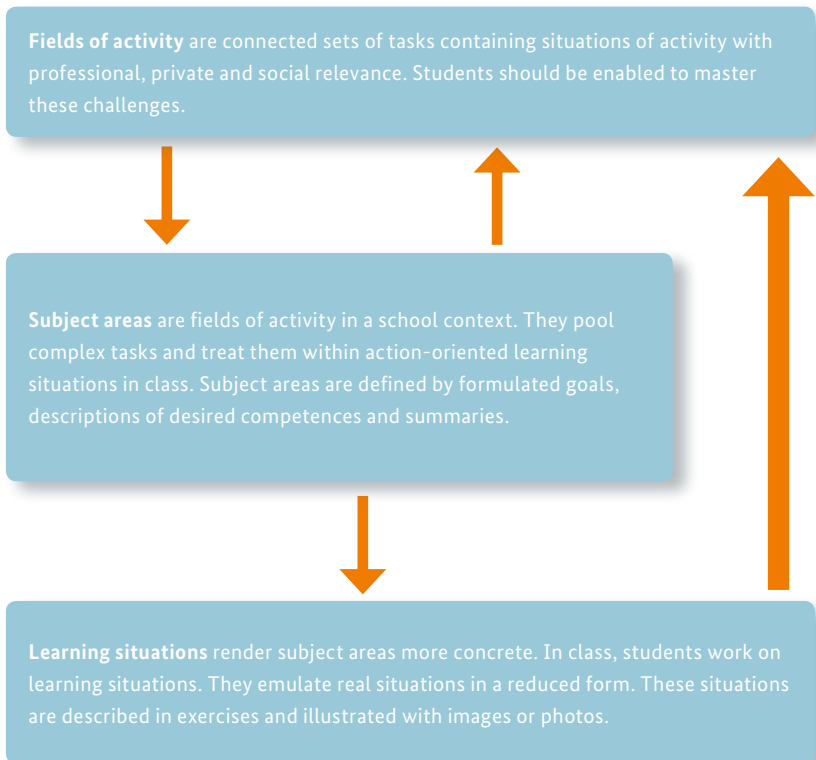 Fields of activity are connected sets of tasks containing situations of activity with
professional, private and social relevance. Students should be enabled to master
these challenges.
Subject areas are fields of activity in a school context. They pool
complex tasks and treat them within action-oriented learning
situations in class. Subject areas are defined by formulated goals,
descriptions of desired competences and summaries.
Learning situations render subject areas more concrete. In class, students work on
learning situations. They emulate real situations in a reduced form. These situations
are described in exercises and illustrated with images or photos.